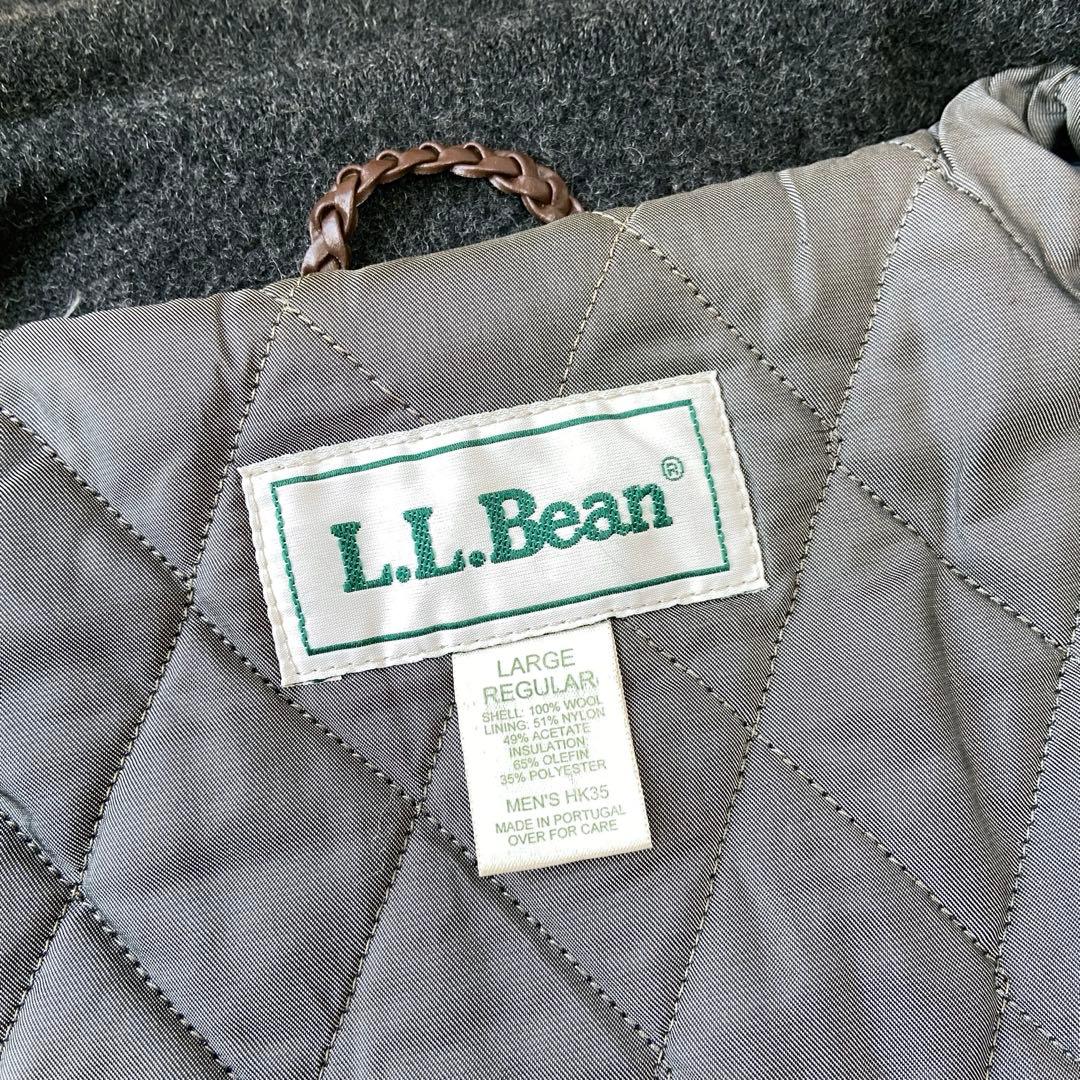 L.L.Bean®
LARGE
REGULAR
SHELL: 100% WOOL
LINING: 51% NYLON
49% ACETATE
INSULATION:
65% OLEFIN
35% POLYESTER
MEN'S HK35
MADE IN PORTUGAL
OVER FOR CARE